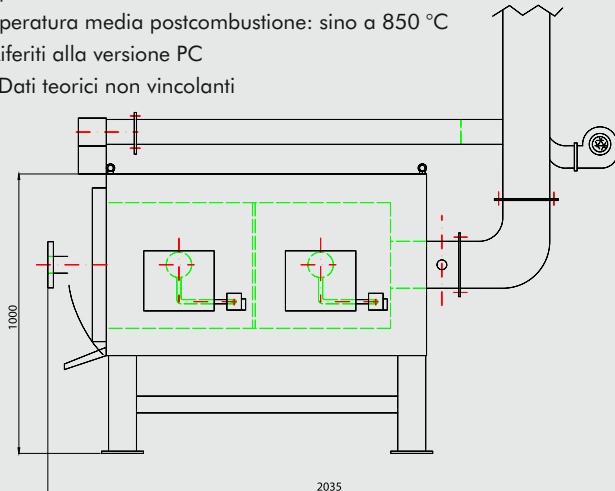 peratura media postcombustione: sino a 850 °C
iferiti alla versione PC
Dati teorici non vincolanti
1000
2035